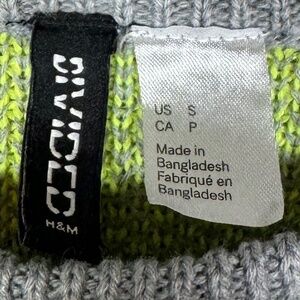 DIVIDED
H&M
US S
CA P
Made in
Bangladesh
Fabriqué en
Bangladesh